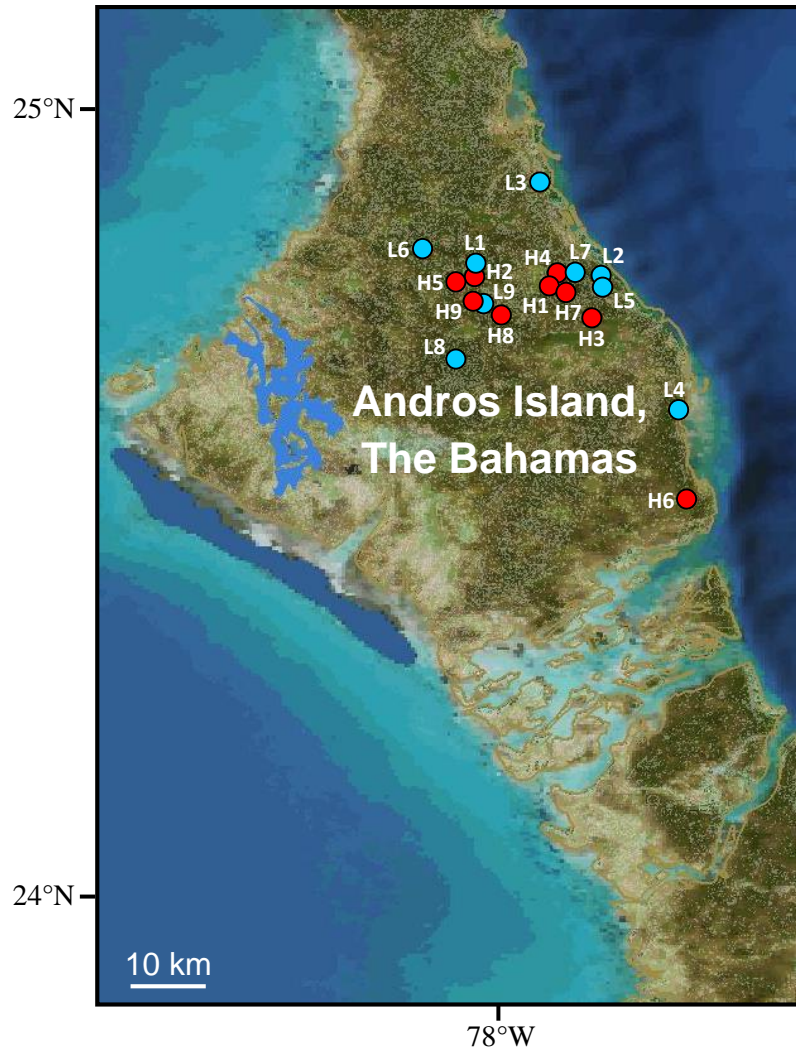 25°N
L3
L6
L1
H4
L7
L2
H5
H2
H9
L9
H1
L5
H8
H7
H3
L8
Andros Island,
The Bahamas
L4
H6
24°N
10 km
78°W